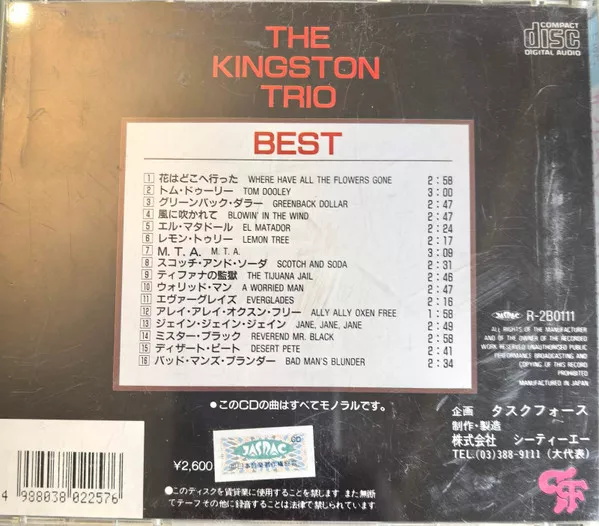 COMPACT
disc
DIGITAL AUDIO
THE
KINGSTON
TRIO
BEST
1 花はどこへ行った WHERE HAVE ALL THE FLOWERS GONE 2:58
2 トム・ドゥーリー TOM DOOLEY 3:00
3 グリーンバック・ダラー GREENBACK DOLLAR 2:47
4 風に吹かれて BLOWIN' IN THE WIND 2:47
5 エル・マタドール EL MATADOR 2:24
6 レモン・トゥリー LEMON TREE 2:17
7 M.T.A. M.T.A. 3:09
8 スコッチ・アンド・ソーダ SCOTCH AND SODA 2:31
9 ティファナの監獄 THE TIJUANA JAIL 2:46
10 ウォリッド・マン A WORRIED MAN 2:47
11 エヴァーグレイズ EVERGLADES 2:16
12 アレイ・アレイ・オクスン・フリー ALLY ALLY OXEN FREE 1:58
13 ジェイン・ジェイン・ジェイン JANE, JANE, JANE 2:49
14 ミスター・ブラック REVEREND MR. BLACK 2:58
15 ディザート・ピート DESERT PETE 2:41
16 バッド・マンズ・ブランダー BAD MAN'S BLUNDER 2:34
●このCDの曲はすべてモノラルです。
JASRAC R-2B0111
ALL RIGHTS OF THE MANUFACTURER
AND OF THE OWNER OF THE RECORDED
WORK RESERVED UNAUTHORISED PUBLIC
PERFORMANCE BROADCASTING AND
COPYING OF THIS RECORD
PROHIBITED
MANUFACTURED IN JAPAN
企画 タスクフォース
制作・製造
株式会社 シーティーエー
TEL.(03)388-9111(大代表)
¥2,600
JASRAC
CD
4 988038 022576
●このディスクを賃貸業に使用することを禁じます また無断
でテープその他に録音することは法律で禁じられています